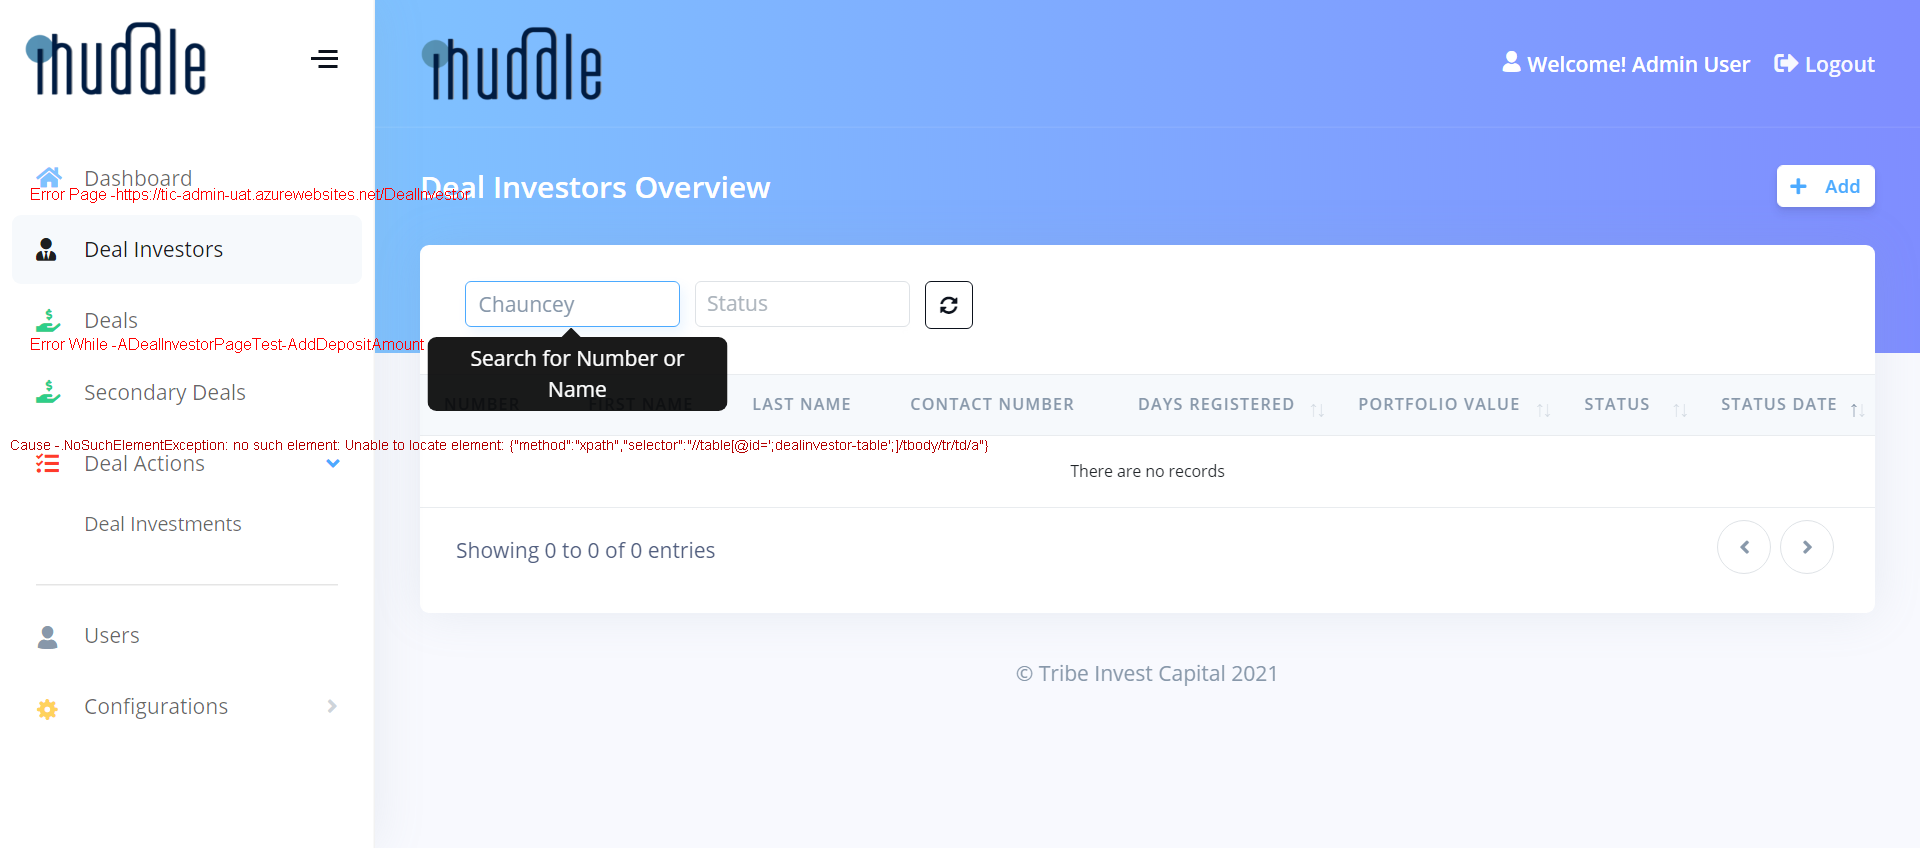 ihuddle
ihuddle
Welcome! Admin User
Logout
Dashboard
Error Page -https://tic-admin-uat.azurewebsites.net/DealInvestor
Deal Investors Overview
Add
Deal Investors
Chauncey
Status
Deals
Error While -ADealInvestorPageTest-AddDepositAmount
Search for Number or
Name
Secondary Deals
NUMBER FIRST NAME LAST NAME CONTACT NUMBER DAYS REGISTERED PORTFOLIO VALUE STATUS STATUS DATE
Cause -.NoSuchElementException: no such element: Unable to locate element: {"method":"xpath","selector":"//table[@id=';dealinvestor-table';]/tbody/tr/td/a"}
Deal Actions
There are no records
Deal Investments
Showing 0 to 0 of 0 entries
Users
© Tribe Invest Capital 2021
Configurations